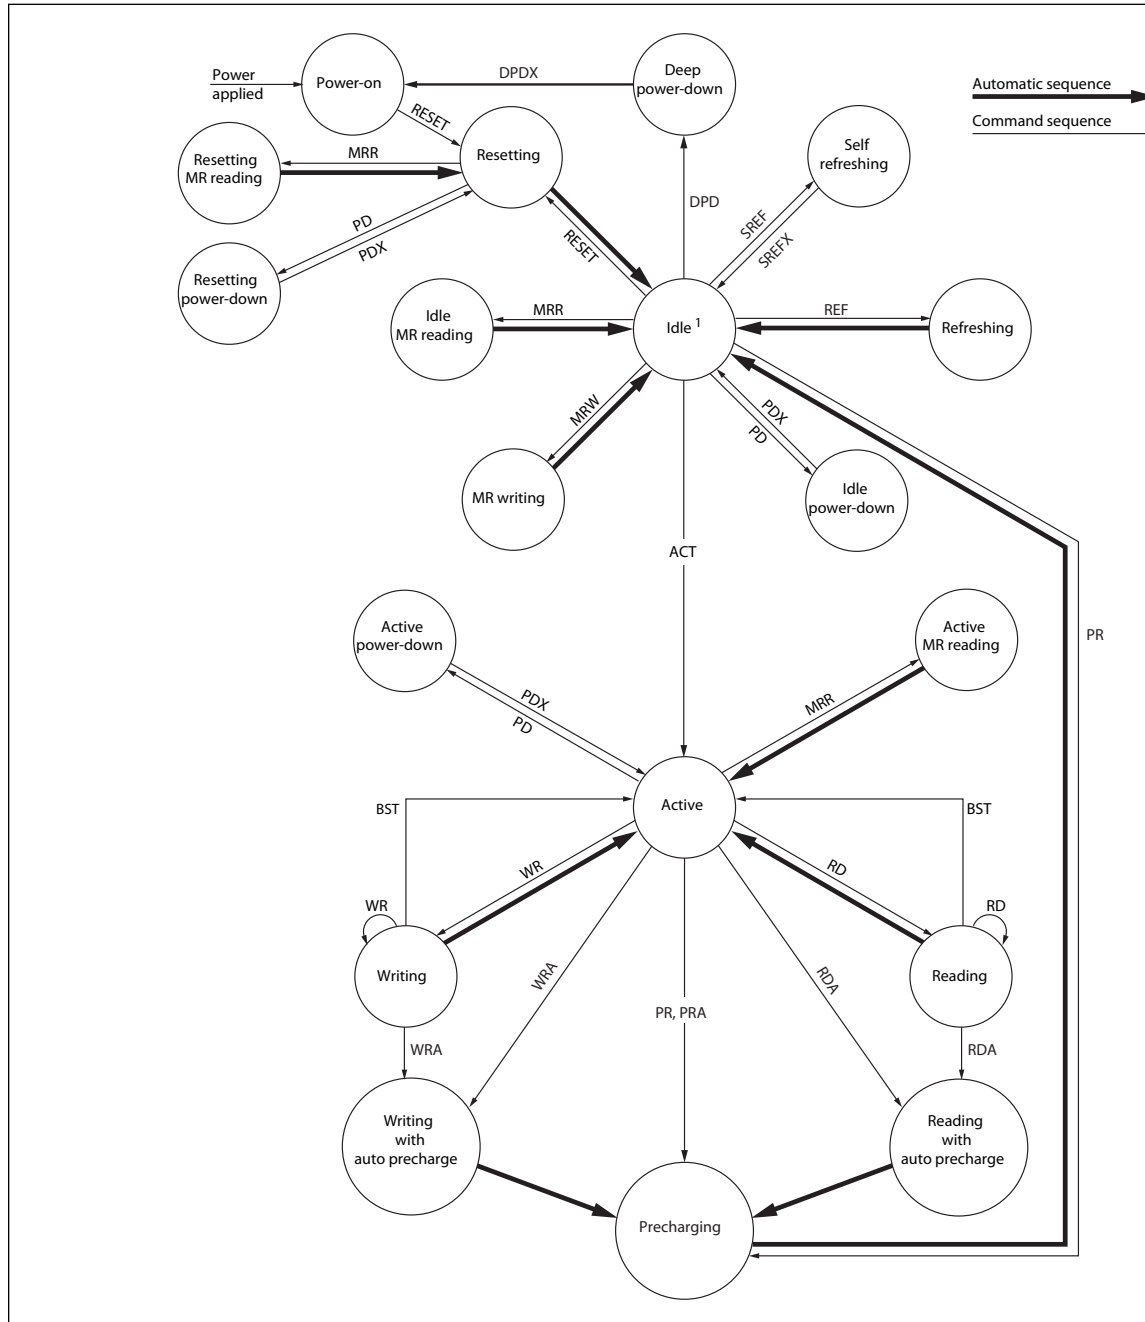 DPDX
Deep
power-down
Power
applied
Power-on
Automatic sequence
Command sequence
RESET
Resetting
MR reading
MRR
Resetting
Self
refreshing
PD
PDX
DPD
SREF
SREFX
RESET
Resetting
power-down
Idle
MR reading
MRR
Idle 1
REF
Refreshing
MRW
PDX
PD
MR writing
Idle
power-down
ACT
Active
power-down
Active
MR reading
PR
PDX
PD
MRR
BST
Active
BST
WR
RD
WR
RD
Writing
WRA
RDA
Reading
PR, PRA
WRA
RDA
Writing
with
auto precharge
Reading
with
auto precharge
Precharging